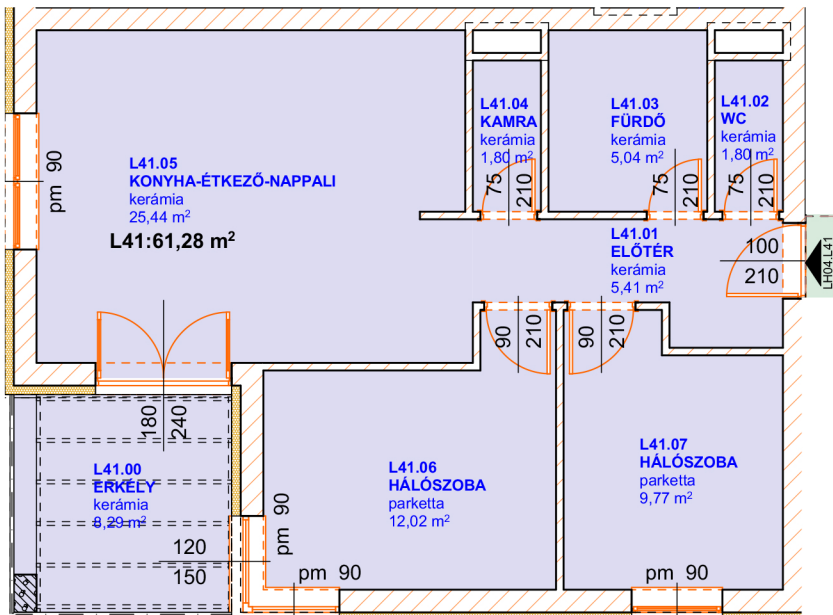 L41.04
KAMRA
kerámia
1,80 m²
L41.03
FÜRDŐ
kerámia
5,04 m²
L41.02
WC
kerámia
1,80 m²
75
210
75
210
75
210
pm 90
L41.05
KONYHA-ÉTKEZŐ-NAPPALI
kerámia
25,44 m²
L41:61,28 m²
L41.01
ELŐTÉR
kerámia
5,41 m²
100
210
LH04.L41
90
210
90
210
180
240
L41.00
ERKÉLY
kerámia
8,29 m²
L41.06
HÁLÓSZOBA
parketta
12,02 m²
L41.07
HÁLÓSZOBA
parketta
9,77 m²
120
150
pm 90
pm 90
pm 90